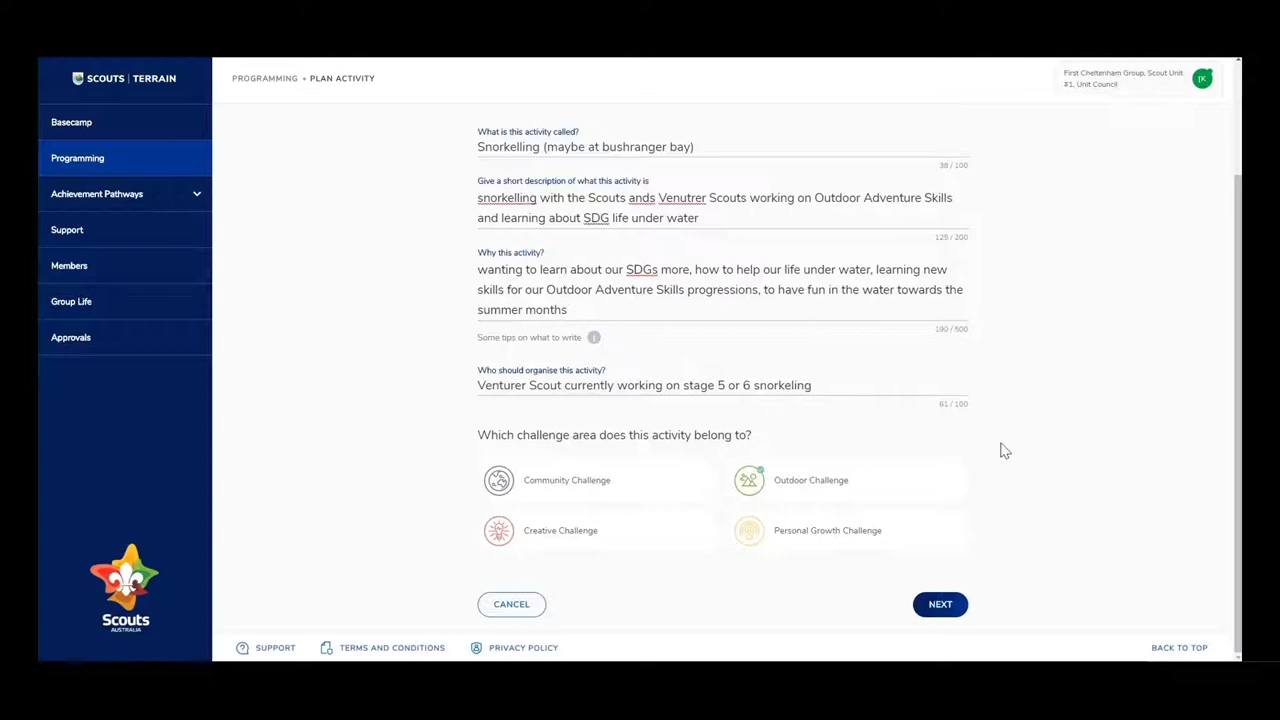 SCOUTS | TERRAIN
PROGRAMMING • PLAN ACTIVITY
First Cheltenham Group, Scout Unit
#1, Unit Council
Basecamp
Programming
Achievement Pathways
Support
Members
Group Life
Approvals
Scouts
AUSTRALIA
What is this activity called?
Snorkelling (maybe at bushranger bay)
38 / 100
Give a short description of what this activity is
snorkelling with the Scouts ands Venutrer Scouts working on Outdoor Adventure Skills
and learning about SDG life under water
125 / 200
Why this activity?
wanting to learn about our SDGs more, how to help our life under water, learning new
skills for our Outdoor Adventure Skills progressions, to have fun in the water towards the
summer months
190 / 500
Some tips on what to write i
Who should organise this activity?
Venturer Scout currently working on stage 5 or 6 snorkeling
61 / 100
Which challenge area does this activity belong to?
Community Challenge
Outdoor Challenge
Creative Challenge
Personal Growth Challenge
CANCEL
NEXT
SUPPORT
TERMS AND CONDITIONS
PRIVACY POLICY
BACK TO TOP